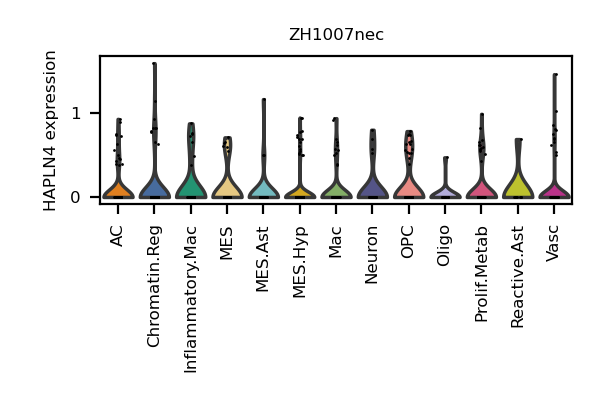 ZH1007nec
HAPLN4 expression
1
0
AC
Chromatin.Reg
Inflammatory.Mac
MES
MES.Ast
MES.Hyp
Mac
Neuron
OPC
Oligo
Prolif.Metab
Reactive.Ast
Vasc